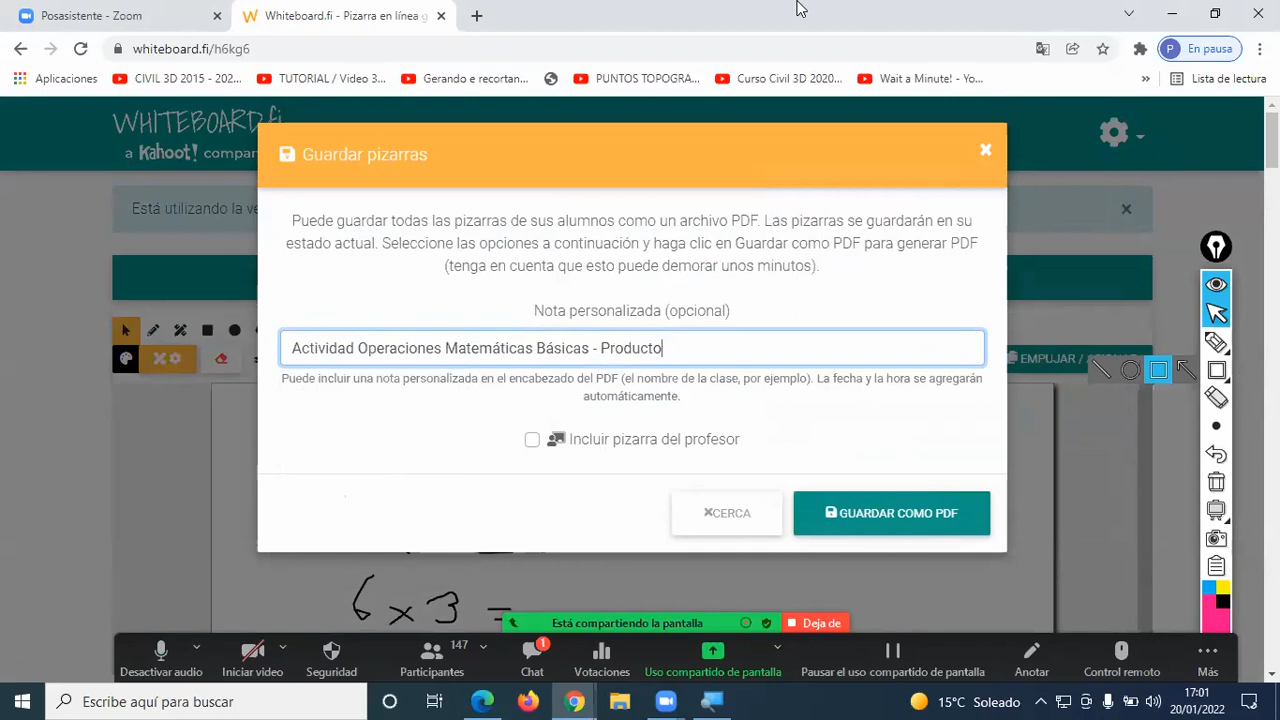 Posasistente - Zoom
Whiteboard.fi - Pizarra en línea g
whiteboard.fi/h6kg6
En pausa
Aplicaciones
CIVIL 3D 2015 - 202...
TUTORIAL / Video 3...
Gerando e recortan...
PUNTOS TOPOGRA...
Curso Civil 3D 2020...
Wait a Minute! - Yo...
»
Lista de lectura
WHITEBOARD.fi
a Kahoot! compar
Guardar pizarras
Está utilizando la ve
Puede guardar todas las pizarras de sus alumnos como un archivo PDF. Las pizarras se guardarán en su
estado actual. Seleccione las opciones a continuación y haga clic en Guardar como PDF para generar PDF
(tenga en cuenta que esto puede demorar unos minutos).
Nota personalizada (opcional)
Actividad Operaciones Matemáticas Básicas - Producto
EMPUJAR /
Puede incluir una nota personalizada en el encabezado del PDF (el nombre de la clase, por ejemplo). La fecha y la hora se agregarán
automáticamente.
Incluir pizarra del profesor
CERCA
GUARDAR COMO PDF
6 x 3 =
Está compartiendo la pantalla
Deja de
147
1
Desactivar audio
Iniciar video
Seguridad
Participantes
Chat
Votaciones
Uso compartido de pantalla
Pausar el uso compartido de pantalla
Anotar
Control remoto
Más
Escribe aquí para buscar
15°C Soleado
17:01
20/01/2022